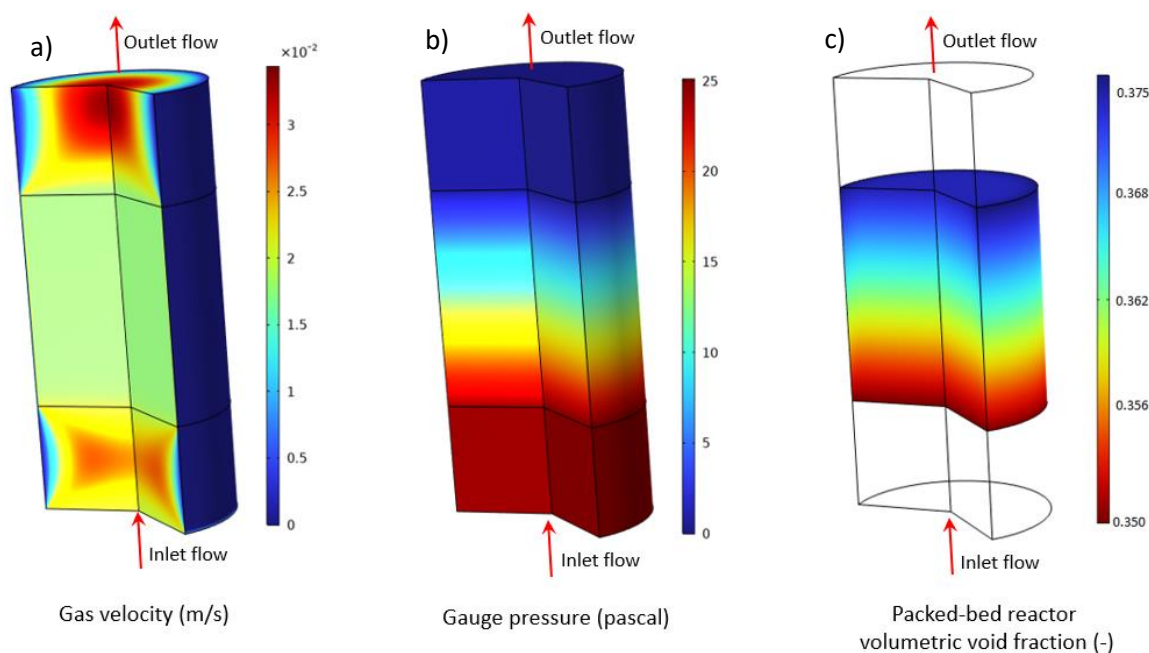 a)
Outlet flow
×10⁻²
3
2.5
2
1.5
1
0.5
0
Inlet flow
Gas velocity (m/s)
b)
Outlet flow
25
20
15
10
5
0
Inlet flow
Gauge pressure (pascal)
c)
Outlet flow
0.375
0.368
0.362
0.356
0.350
Inlet flow
Packed-bed reactor
volumetric void fraction (-)